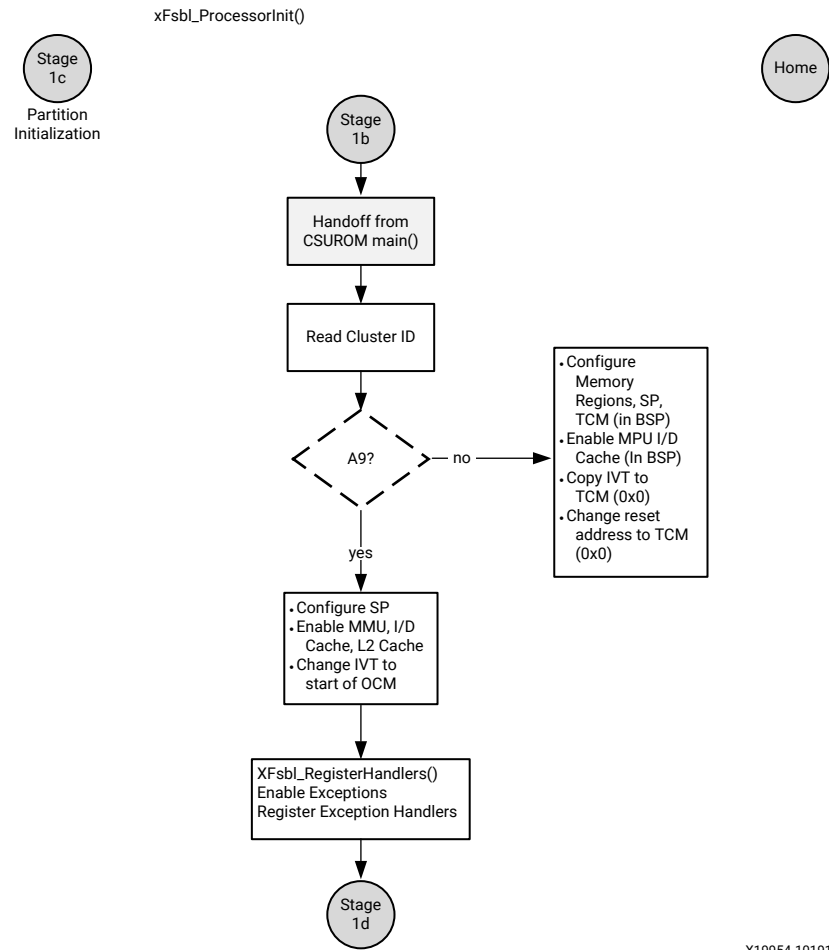 xFsbl_ProcessorInit()
Stage
1c
Partition
Initialization
Home
Stage
1b
Handoff from
CSUROM main()
Read Cluster ID
A9?
no
• Configure
Memory
Regions, SP,
TCM (in BSP)
• Enable MPU I/D
Cache (In BSP)
• Copy IVT to
TCM (0x0)
• Change reset
address to TCM
(0x0)
yes
• Configure SP
• Enable MMU, I/D
Cache, L2 Cache
• Change IVT to
start of OCM
XFsbl_RegisterHandlers()
Enable Exceptions
Register Exception Handlers
Stage
1d